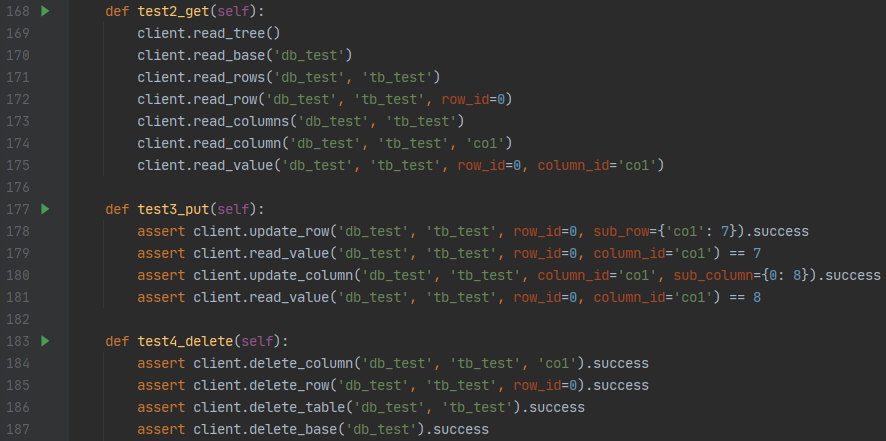 168 def test2_get(self):
169 client.read_tree()
170 client.read_base('db_test')
171 client.read_rows('db_test', 'tb_test')
172 client.read_row('db_test', 'tb_test', row_id=0)
173 client.read_columns('db_test', 'tb_test')
174 client.read_column('db_test', 'tb_test', 'co1')
175 client.read_value('db_test', 'tb_test', row_id=0, column_id='co1')
176
177 def test3_put(self):
178 assert client.update_row('db_test', 'tb_test', row_id=0, sub_row={'co1': 7}).success
179 assert client.read_value('db_test', 'tb_test', row_id=0, column_id='co1') == 7
180 assert client.update_column('db_test', 'tb_test', column_id='co1', sub_column={0: 8}).success
181 assert client.read_value('db_test', 'tb_test', row_id=0, column_id='co1') == 8
182
183 def test4_delete(self):
184 assert client.delete_column('db_test', 'tb_test', 'co1').success
185 assert client.delete_row('db_test', 'tb_test', row_id=0).success
186 assert client.delete_table('db_test', 'tb_test').success
187 assert client.delete_base('db_test').success